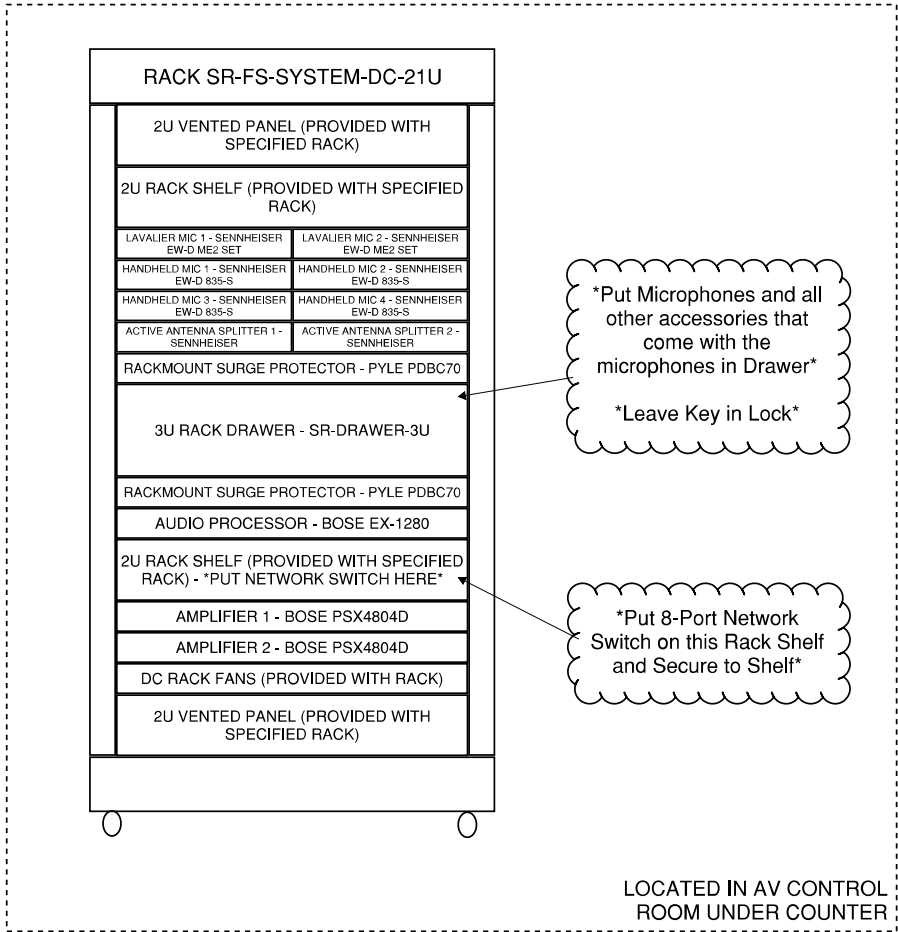 RACK SR-FS-SYSTEM-DC-21U
2U VENTED PANEL (PROVIDED WITH
SPECIFIED RACK)
2U RACK SHELF (PROVIDED WITH SPECIFIED
RACK)
LAVALIER MIC 1 - SENNHEISER
EW-D ME2 SET
LAVALIER MIC 2 - SENNHEISER
EW-D ME2 SET
HANDHELD MIC 1 - SENNHEISER
EW-D 835-S
HANDHELD MIC 2 - SENNHEISER
EW-D 835-S
HANDHELD MIC 3 - SENNHEISER
EW-D 835-S
HANDHELD MIC 4 - SENNHEISER
EW-D 835-S
ACTIVE ANTENNA SPLITTER 1 -
SENNHEISER
ACTIVE ANTENNA SPLITTER 2 -
SENNHEISER
RACKMOUNT SURGE PROTECTOR - PYLE PDBC70
3U RACK DRAWER - SR-DRAWER-3U
RACKMOUNT SURGE PROTECTOR - PYLE PDBC70
AUDIO PROCESSOR - BOSE EX-1280
2U RACK SHELF (PROVIDED WITH SPECIFIED
RACK) - *PUT NETWORK SWITCH HERE*
AMPLIFIER 1 - BOSE PSX4804D
AMPLIFIER 2 - BOSE PSX4804D
DC RACK FANS (PROVIDED WITH RACK)
2U VENTED PANEL (PROVIDED WITH
SPECIFIED RACK)
*Put Microphones and all
other accessories that
come with the
microphones in Drawer*
*Leave Key in Lock*
*Put 8-Port Network
Switch on this Rack Shelf
and Secure to Shelf*
LOCATED IN AV CONTROL
ROOM UNDER COUNTER